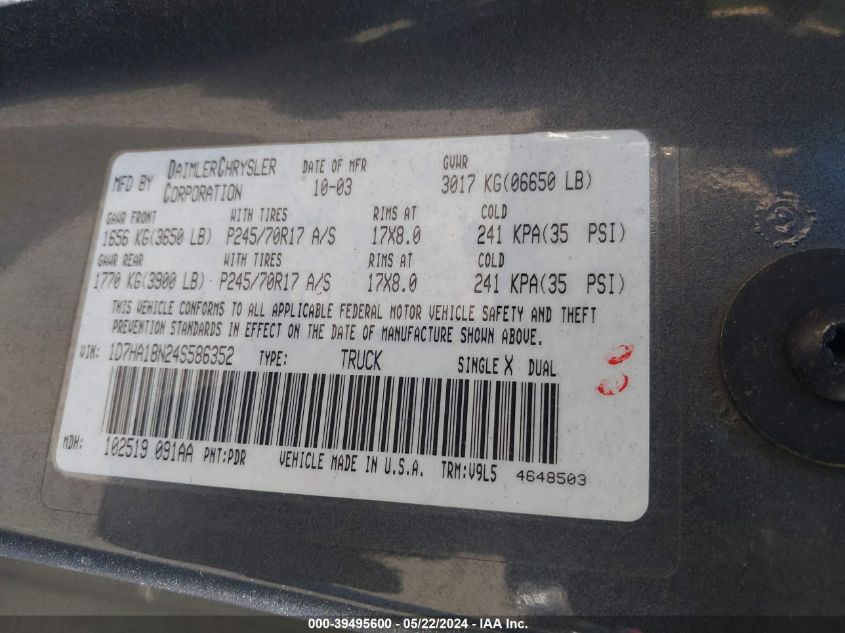 MFD BY DAIMLERCHRYSLER CORPORATION DATE OF MFR 10-03 GVWR 3017 KG(06650 LB)
GAWR FRONT WITH TIRES RIMS AT COLD
1656 KG(3650 LB) P245/70R17 A/S 17X8.0 241 KPA(35 PSI)
GAWR REAR WITH TIRES RIMS AT COLD
1770 KG(3900 LB) P245/70R17 A/S 17X8.0 241 KPA(35 PSI)
THIS VEHICLE CONFORMS TO ALL APPLICABLE FEDERAL MOTOR VEHICLE SAFETY AND THEFT
PREVENTION STANDARDS IN EFFECT ON THE DATE OF MANUFACTURE SHOWN ABOVE.
VIN: 1D7HA18N24S586352 TYPE: TRUCK SINGLE X DUAL
MDH: 102519 091AA PNT:PDR VEHICLE MADE IN U.S.A. TRM:V9L5 4648503
000-39495600 - 05/22/2024 - IAA Inc.